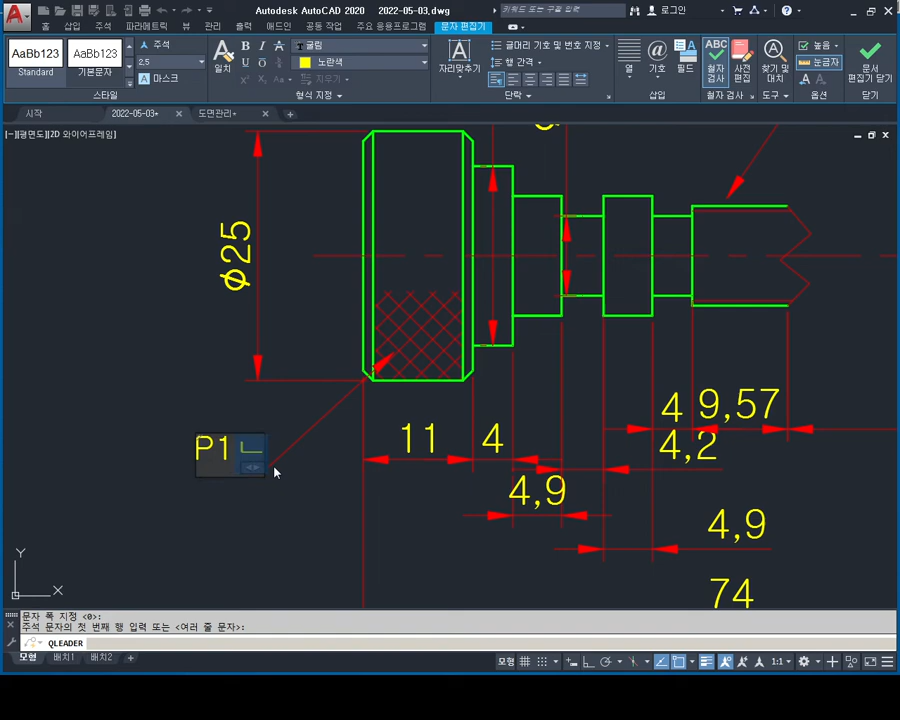 Autodesk AutoCAD 2020 2022-05-03.dwg
키워드 또는 구문 입력
로그인
홈 삽입 주석 파라메트릭 뷰 관리 출력 애드인 공동 작업 주요 응용프로그램 문자 편집기
AaBb123 AaBb123 주석
Standard 기본문자 2.5
마스크
스타일
일치
B I A 굴림
U O 노란색
지우기
형식 지정
자리맞추기
글머리 기호 및 번호 지정
행 간격
단락
열 기호 필드
삽입
ABC
철자 검사
사전 편집
철자 검사
찾기 및 대치
도구
높음
눈금자
옵션
문서 편집기 닫기
닫기
시작 2022-05-03* 도면관리*
[-][평면도][2D 와이어프레임]
Φ25
P1
11 4 4 9,57
4,2
4,9
4,9
74
Y
X
문자 폭 지정 <0>:
주석 문자의 첫 번째 행 입력 또는 <여러 줄 문자>:
QLEADER
모형 배치1 배치2
모형
1:1